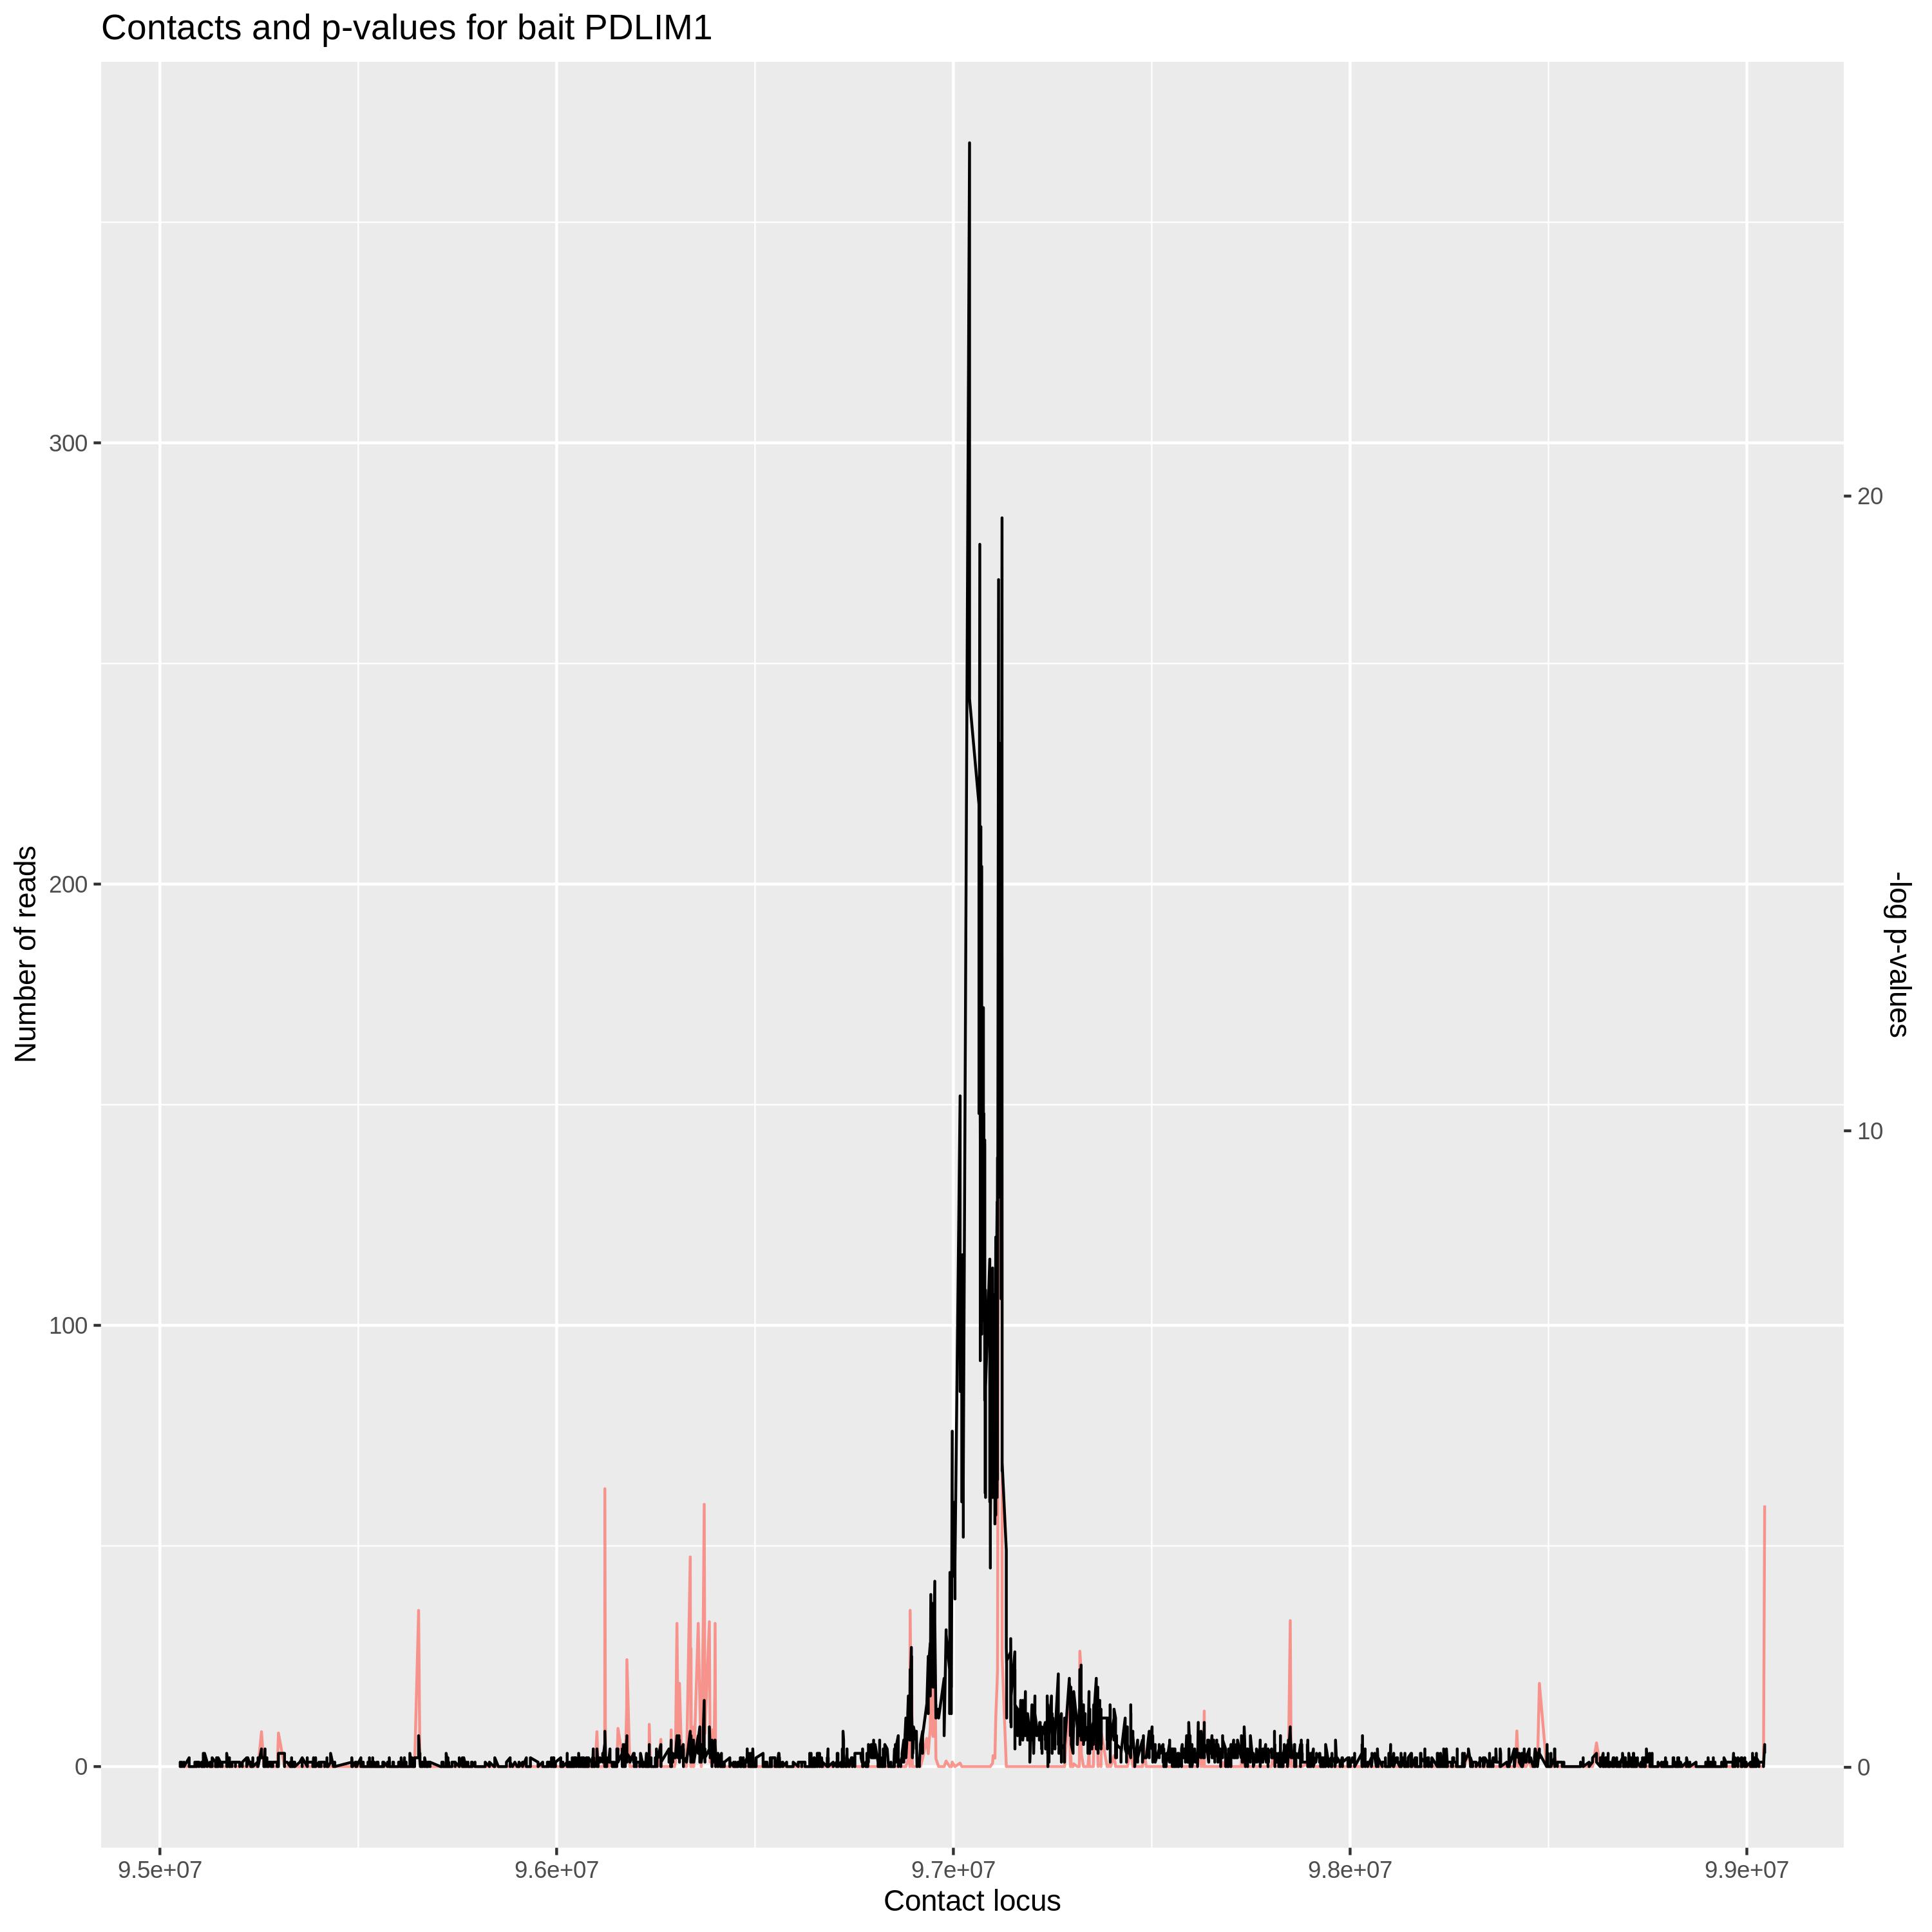 Contacts and p-values for bait PDLIM1
300
200
100
0
Number of reads
20
10
0
-log p-values
9.5e+07
9.6e+07
9.7e+07
9.8e+07
9.9e+07
Contact locus